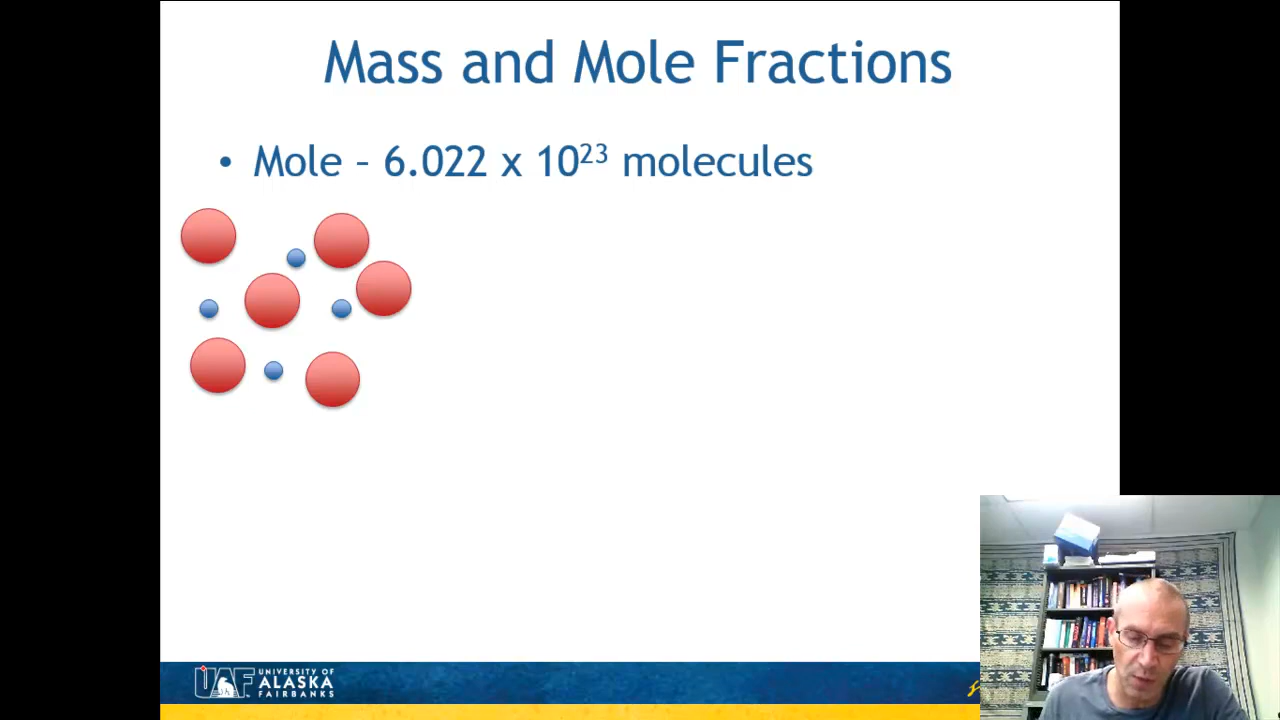 Mass and Mole Fractions
• Mole – 6.022 x 10²³ molecules
UAF UNIVERSITY OF
ALASKA
FAIRBANKS